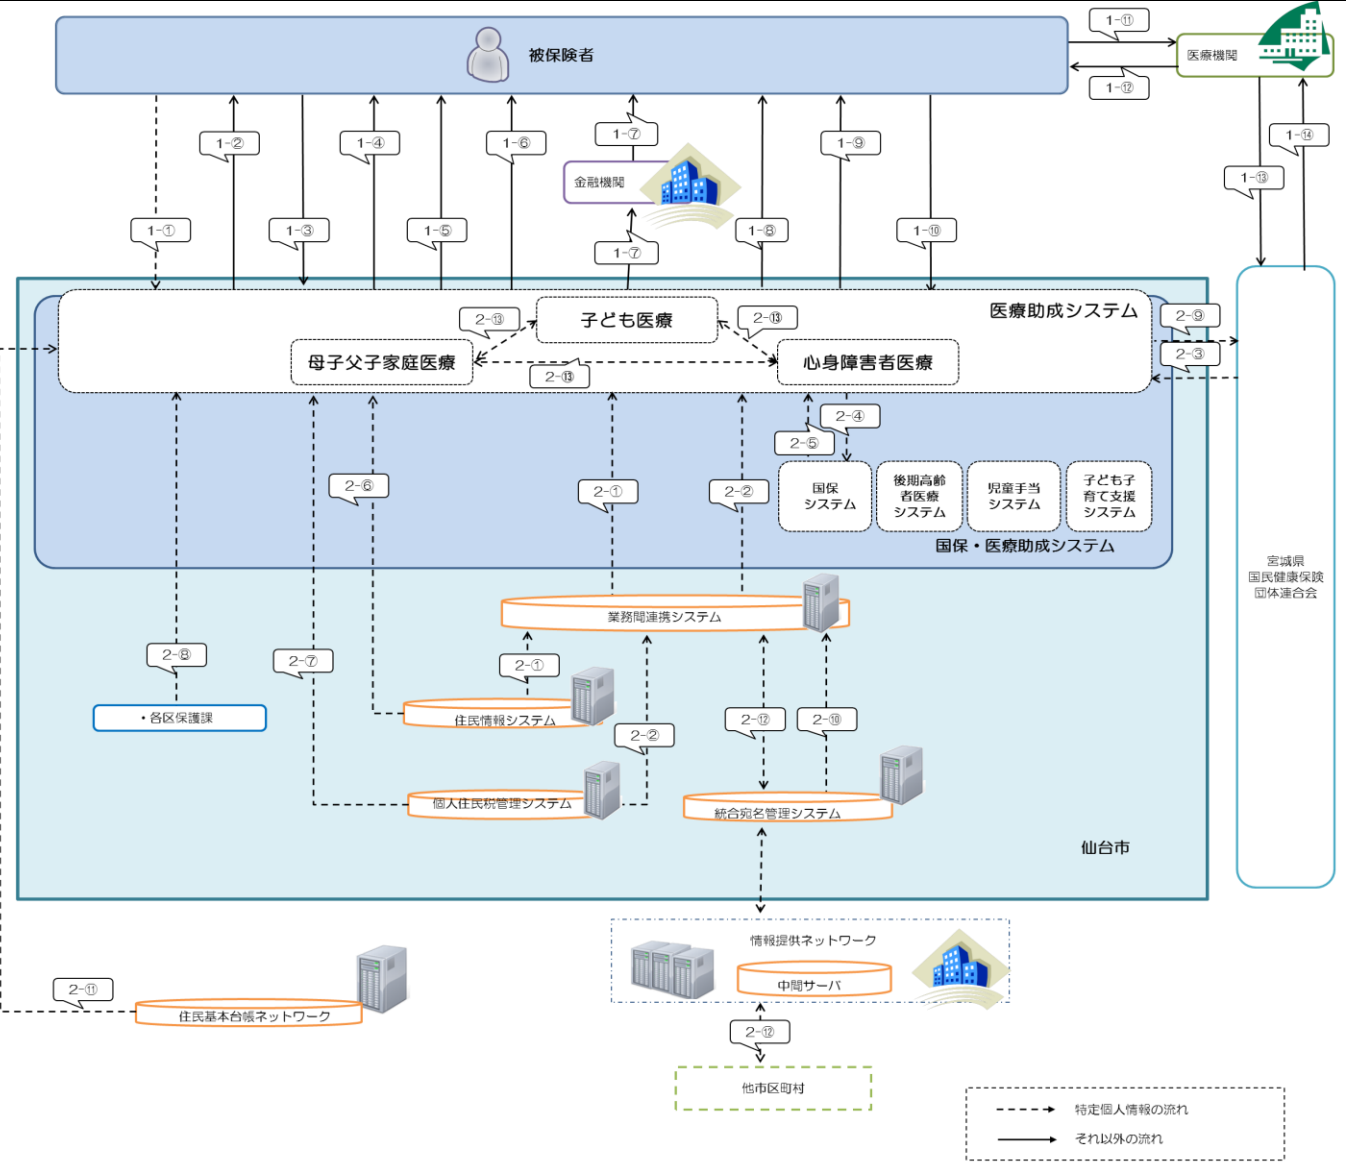 被保険者
1-⑪
医療機関
1-⑫
1-②
1-④
1-⑥
1-⑦
1-⑨
1-⑭
金融機関
1-⑬
1-①
1-③
1-⑤
1-⑦
1-⑧
1-⑩
医療助成システム
子ども医療
2-⑬
2-⑬
母子父子家庭医療
2-⑬
心身障害者医療
2-⑨
2-③
2-④
2-⑤
2-⑥
2-①
2-②
国保
システム
後期高齢
者医療
システム
児童手当
システム
子ども子
育て支援
システム
国保・医療助成システム
宮城県
国民健康保険
団体連合会
業務間連携システム
2-⑧
2-⑦
2-①
・各区保護課
住民情報システム
2-②
2-⑫
2-⑩
個人住民税管理システム
統合宛名管理システム
仙台市
情報提供ネットワーク
中間サーバ
2-⑪
住民基本台帳ネットワーク
2-⑫
他市区町村
特定個人情報の流れ
それ以外の流れ